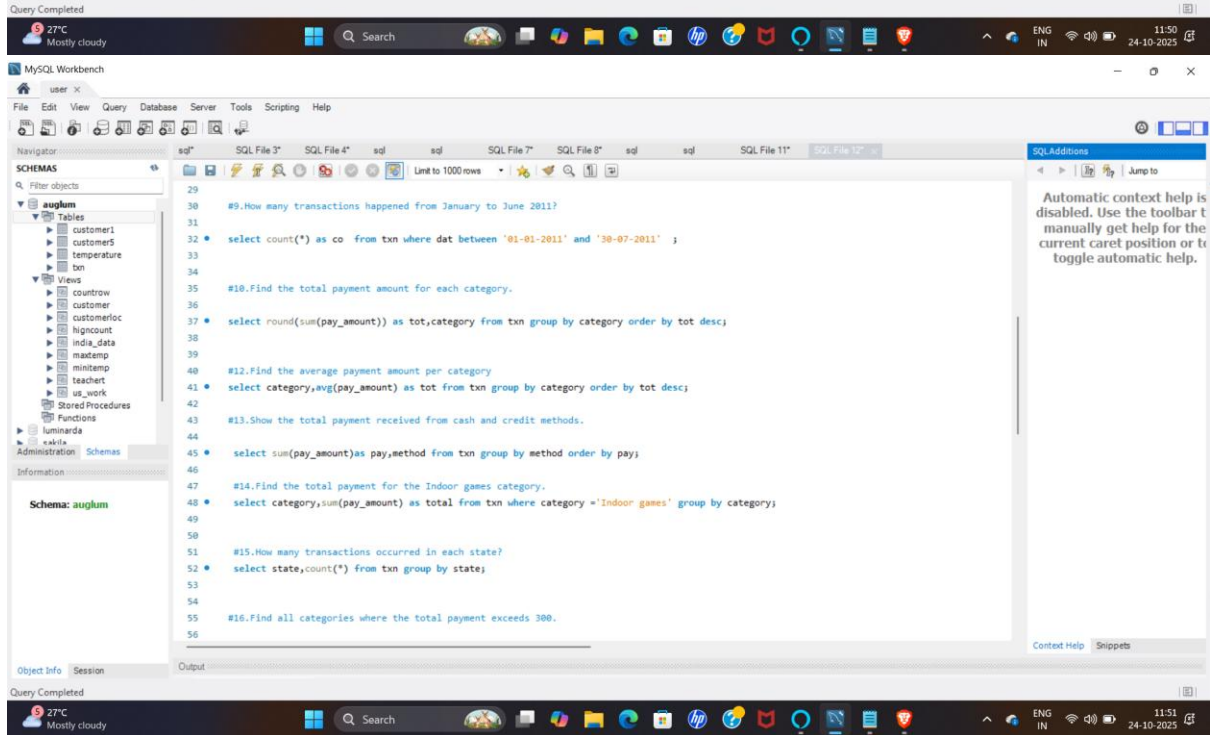 Query Completed
5
27°C
Mostly cloudy
Search
ENG
IN
11:50
24-10-2025
MySQL Workbench
user ×
File Edit View Query Database Server Tools Scripting Help
Navigator
sql* SQL File 3* SQL File 4* sql sql SQL File 7* SQL File 8* sql sql SQL File 11* SQL File 12* ×
SQLAdditions
SCHEMAS
Limit to 1000 rows
Jump to
Filter objects
auglum
Tables
customer1
customer5
temperature
txn
Views
countrow
customer
customerloc
higncount
india_data
maxtemp
minitemp
teachert
us_work
Stored Procedures
Functions
luminarda
sakila
Administration Schemas
Information
Schema: auglum
Object Info Session
29
30 #9.How many transactions happened from January to June 2011?
31
32 select count(*) as co from txn where dat between '01-01-2011' and '30-07-2011' ;
33
34
35 #10.Find the total payment amount for each category.
36
37 select round(sum(pay_amount)) as tot,category from txn group by category order by tot desc;
38
39
40 #12.Find the average payment amount per category
41 select category,avg(pay_amount) as tot from txn group by category order by tot desc;
42
43 #13.Show the total payment received from cash and credit methods.
44
45 select sum(pay_amount)as pay,method from txn group by method order by pay;
46
47 #14.Find the total payment for the Indoor games category.
48 select category,sum(pay_amount) as total from txn where category ='Indoor games' group by category;
49
50
51 #15.How many transactions occurred in each state?
52 select state,count(*) from txn group by state;
53
54
55 #16.Find all categories where the total payment exceeds 300.
56
Output
Automatic context help is
disabled. Use the toolbar t
manually get help for the
current caret position or to
toggle automatic help.
Context Help Snippets
Query Completed
5
27°C
Mostly cloudy
Search
ENG
IN
11:51
24-10-2025